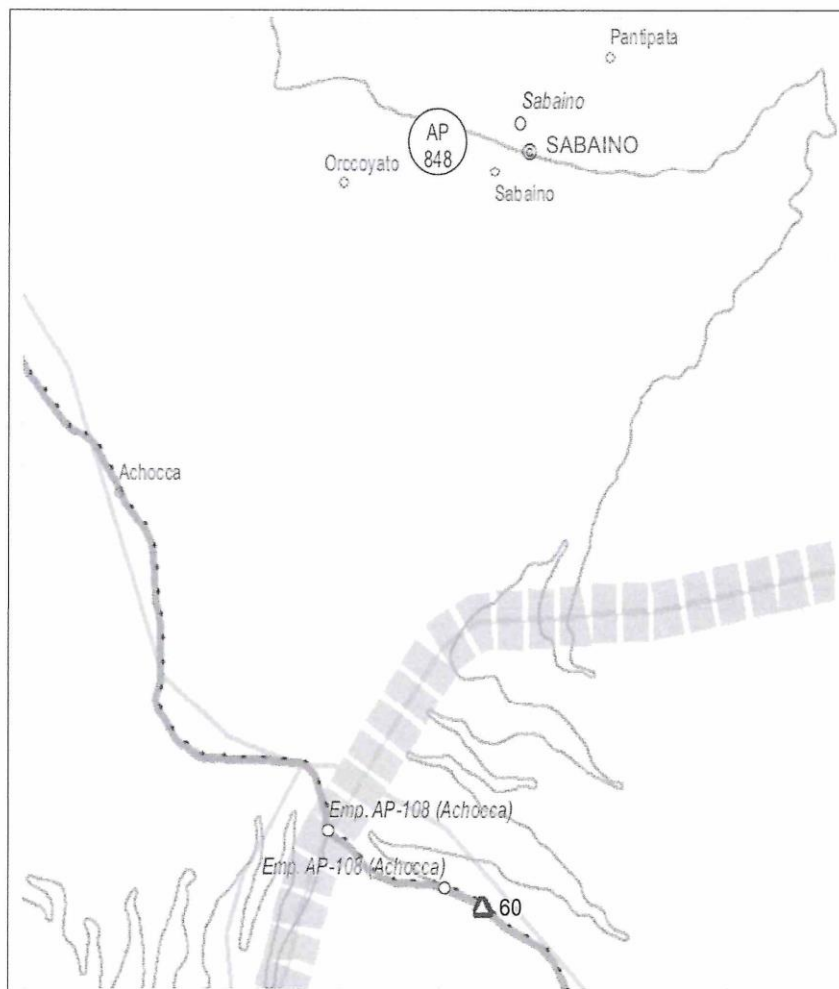 Pantipata
Sabaino
AP
848
SABAINO
Orccoyato
Sabaino
Achocca
Emp. AP-108 (Achocca)
Emp. AP-108 (Achocca)
60